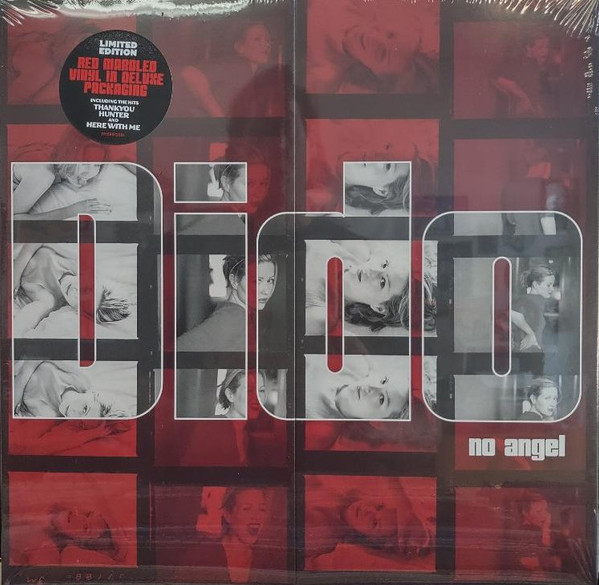 LIMITED
EDITION
RED MARBLED
VINYL IN DELUXE
PACKAGING
INCLUDING THE HITS
THANKYOU
HUNTER
AND
HERE WITH ME
Dido
no angel